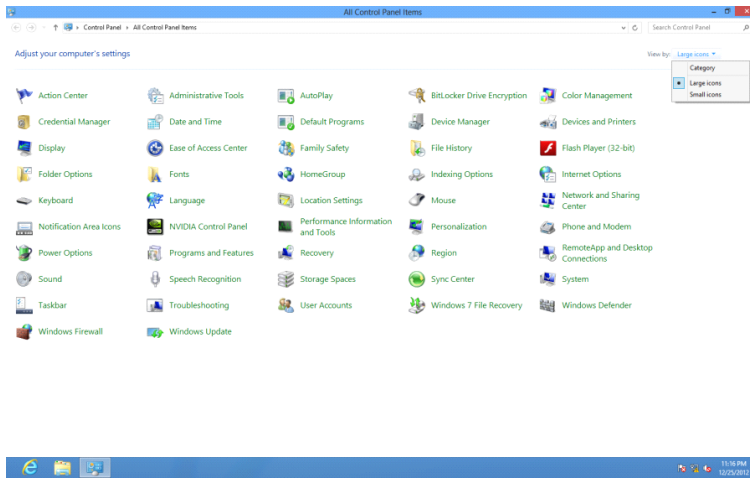 All Control Panel Items
Control Panel › All Control Panel Items
Search Control Panel
Adjust your computer's settings
View by: Large icons
Category
Large icons
Small icons
Action Center
Administrative Tools
AutoPlay
BitLocker Drive Encryption
Color Management
Credential Manager
Date and Time
Default Programs
Device Manager
Devices and Printers
Display
Ease of Access Center
Family Safety
File History
Flash Player (32-bit)
Folder Options
Fonts
HomeGroup
Indexing Options
Internet Options
Keyboard
Language
Location Settings
Mouse
Network and Sharing
Center
Notification Area Icons
NVIDIA Control Panel
Performance Information
and Tools
Personalization
Phone and Modem
Power Options
Programs and Features
Recovery
Region
RemoteApp and Desktop
Connections
Sound
Speech Recognition
Storage Spaces
Sync Center
System
Taskbar
Troubleshooting
User Accounts
Windows 7 File Recovery
Windows Defender
Windows Firewall
Windows Update
11:16 PM
12/25/2012